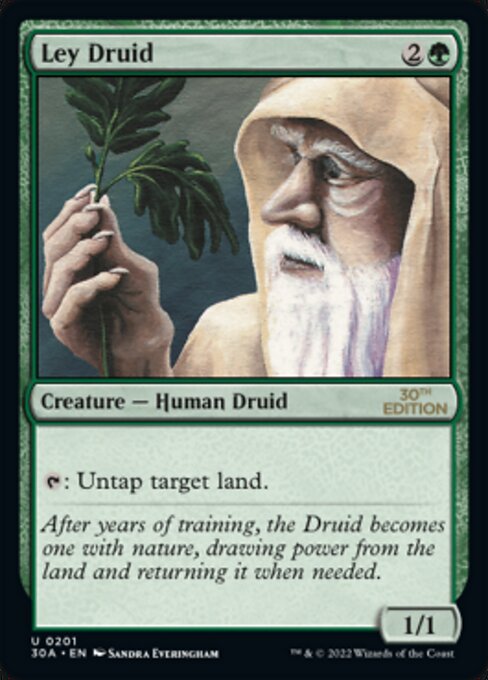 Ley Druid 2
30TH
EDITION
Creature — Human Druid
: Untap target land.
After years of training, the Druid becomes
one with nature, drawing power from the
land and returning it when needed.
1/1
U 0201
30A • EN Sandra Everingham
™ & © 2022 Wizards of the Coast